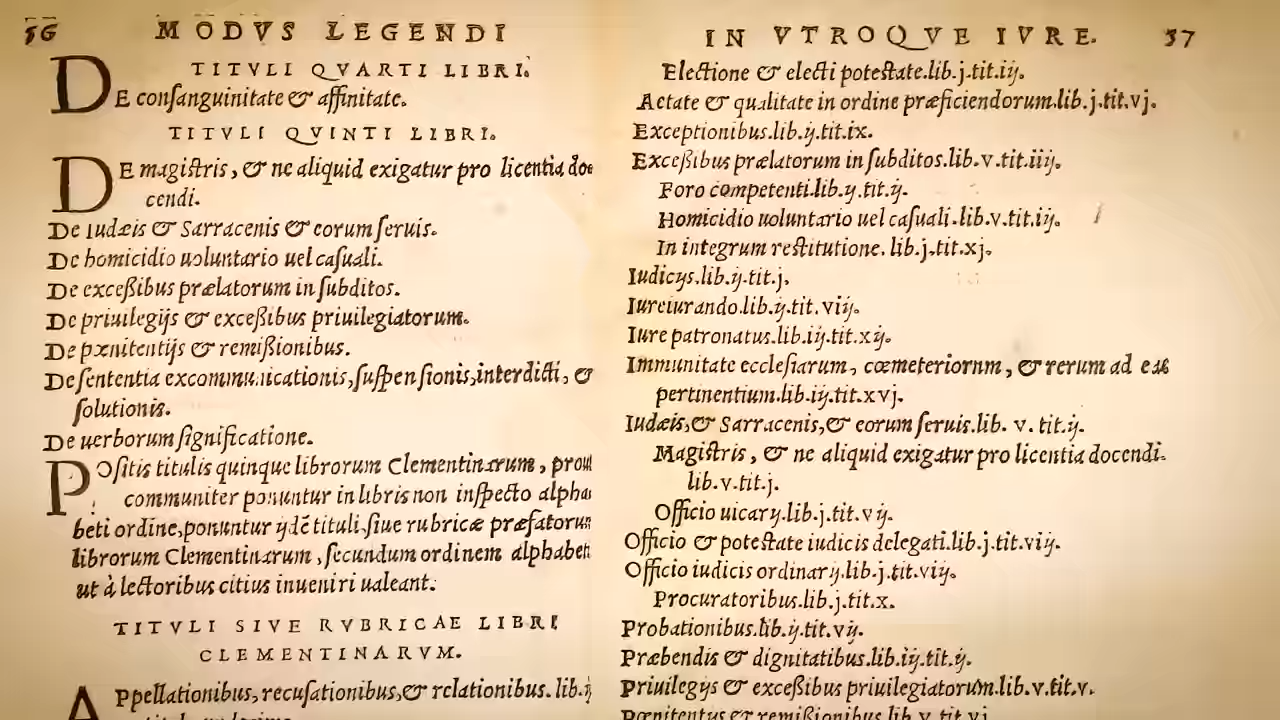 56 MODVS LEGENDI
TITVLI QVARTI LIBRI.
DE conſanguinitate & affinitate.
TITVLI QVINTI LIBRI.
DE magiſtris, & ne aliquid exigatur pro licentia do
cendi.
De Iudæis & Sarracenis & eorum ſeruis.
De homicidio uoluntario uel caſuali.
De exceßibus prælatorum in ſubditos.
De priuilegijs & exceßibus priuilegiatorum.
De pœnitentijs & remißionibus.
De ſententia excommunicationis, ſuſpenſionis, interdicti, &
ſolutionis.
De uerborum ſignificatione.
POſitis titulis quinque librorum Clementinarum, prout
communiter ponuntur in libris non inſpecto alpha
beti ordine, ponuntur ijdē tituli, ſiue rubricæ præfatorum
librorum Clementinarum, ſecundum ordinem alphabeti
ut à lectoribus citius inueniri ualeant.
TITVLI SIVE RVBRICAE LIBRI
CLEMENTINARVM.
APpellationibus, recuſationibus, & relationibus. lib. ij
IN VTROQVE IVRE. 57
Electione & electi poteſtate.lib.j.tit.iij.
Aetate & qualitate in ordine præficiendorum.lib.j.tit.vj.
Exceptionibus.lib.ij.tit.ix.
Exceßibus prælatorum in ſubditos.lib.v.tit.iiij.
Foro competenti.lib.ij.tit.ij.
Homicidio uoluntario uel caſuali.lib.v.tit.iij.
In integrum reſtitutione. lib.j.tit.xj.
Iudicijs.lib.ij.tit.j.
Iureiurando.lib.ij.tit.viij.
Iure patronatus.lib.iij.tit.xij.
Immunitate eccleſiarum, cœmeteriornm, & rerum ad eas
pertinentium.lib.iij.tit.xvj.
Iudæis, & Sarracenis, & eorum ſeruis.lib. v. tit.ij.
Magiſtris, & ne aliquid exigatur pro licentia docendi.
lib.v.tit.j.
Officio uicarij.lib.j.tit.vij.
Officio & poteſtate iudicis delegati.lib.j.tit.viij.
Officio iudicis ordinarij.lib.j.tit.viij.
Procuratoribus.lib.j.tit.x.
Probationibus.lib.ij.tit.vij.
Præbendis & dignitatibus.lib.iij.tit.ij.
Priuilegijs & exceßibus priuilegiatorum.lib.v.tit.v.
Pœnitentijs & remißionibus.lib.v.tit.vj